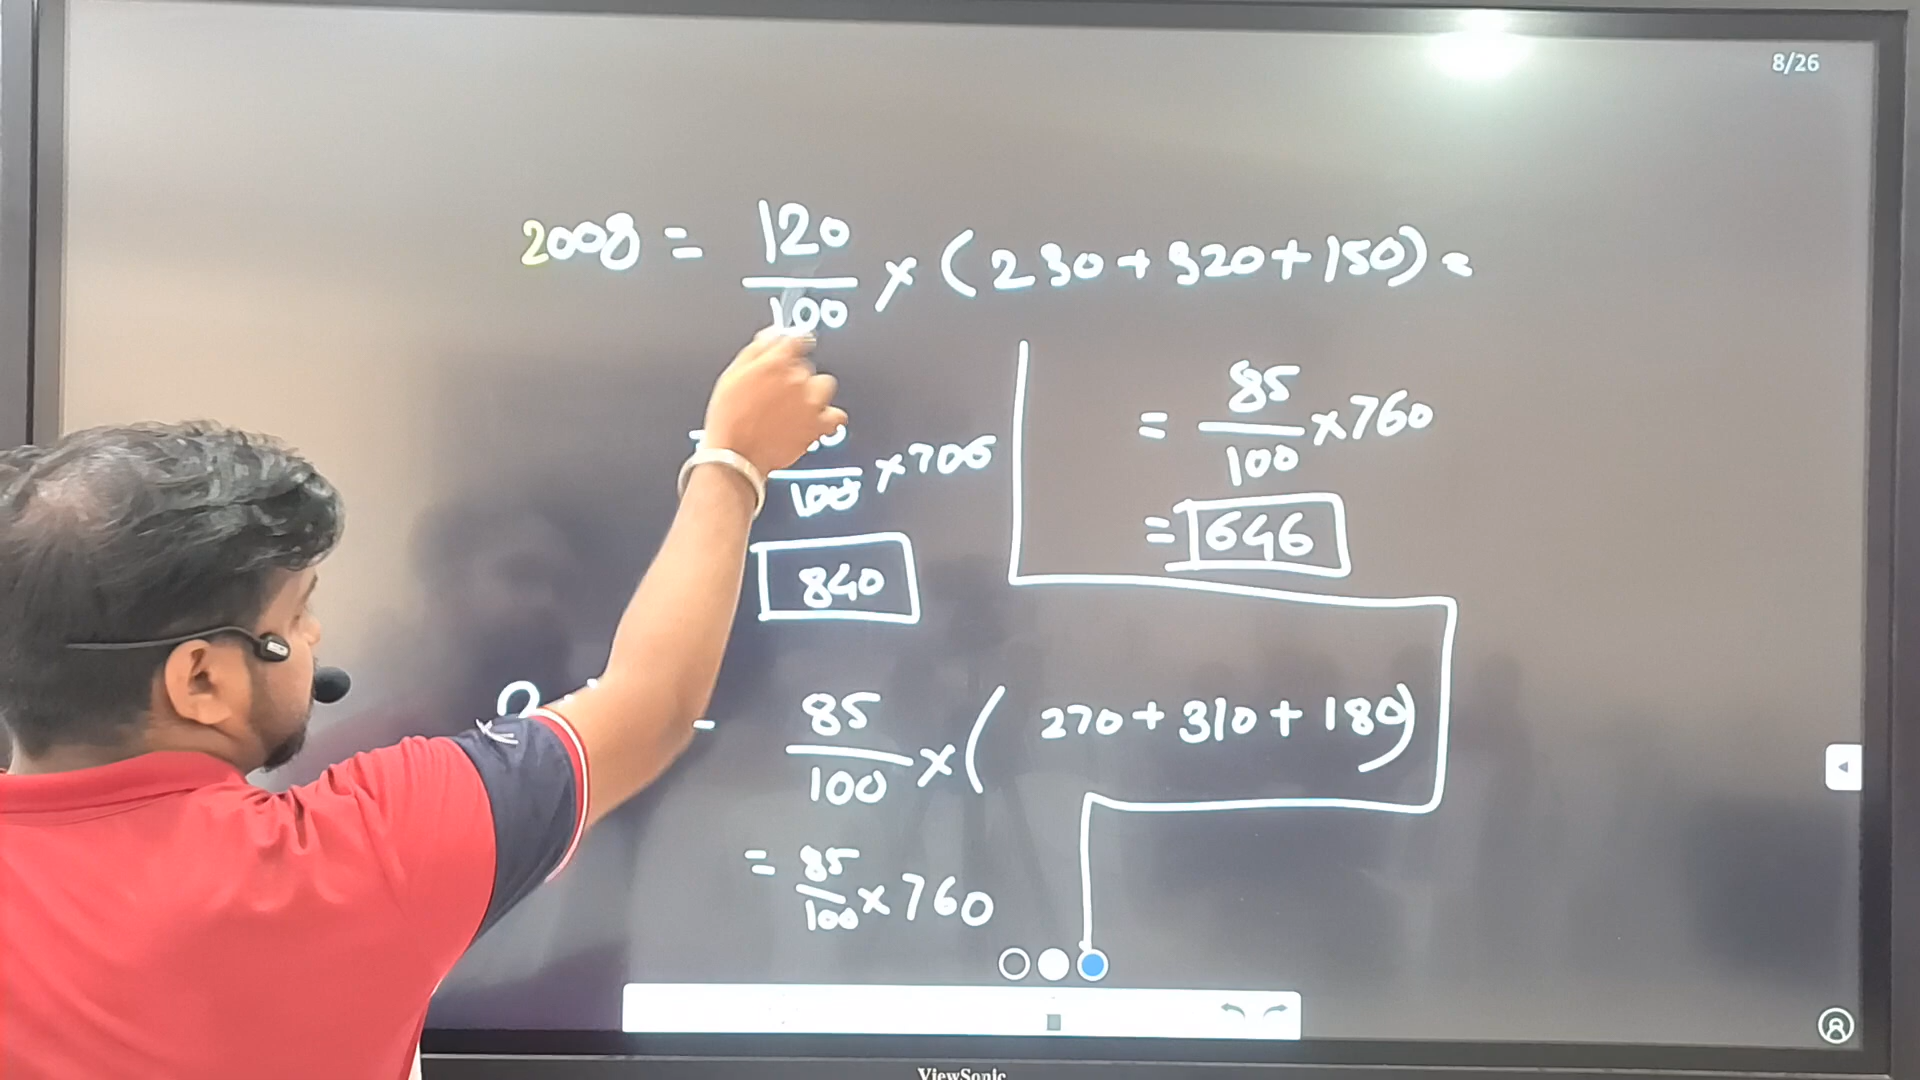 8/26
2008 = 120/100 × (230+320+150) =
/100 × 700
840
= 85/100 × 760
= 646
= 85/100 × (270+310+180)
= 85/100 × 760
ViewSonic